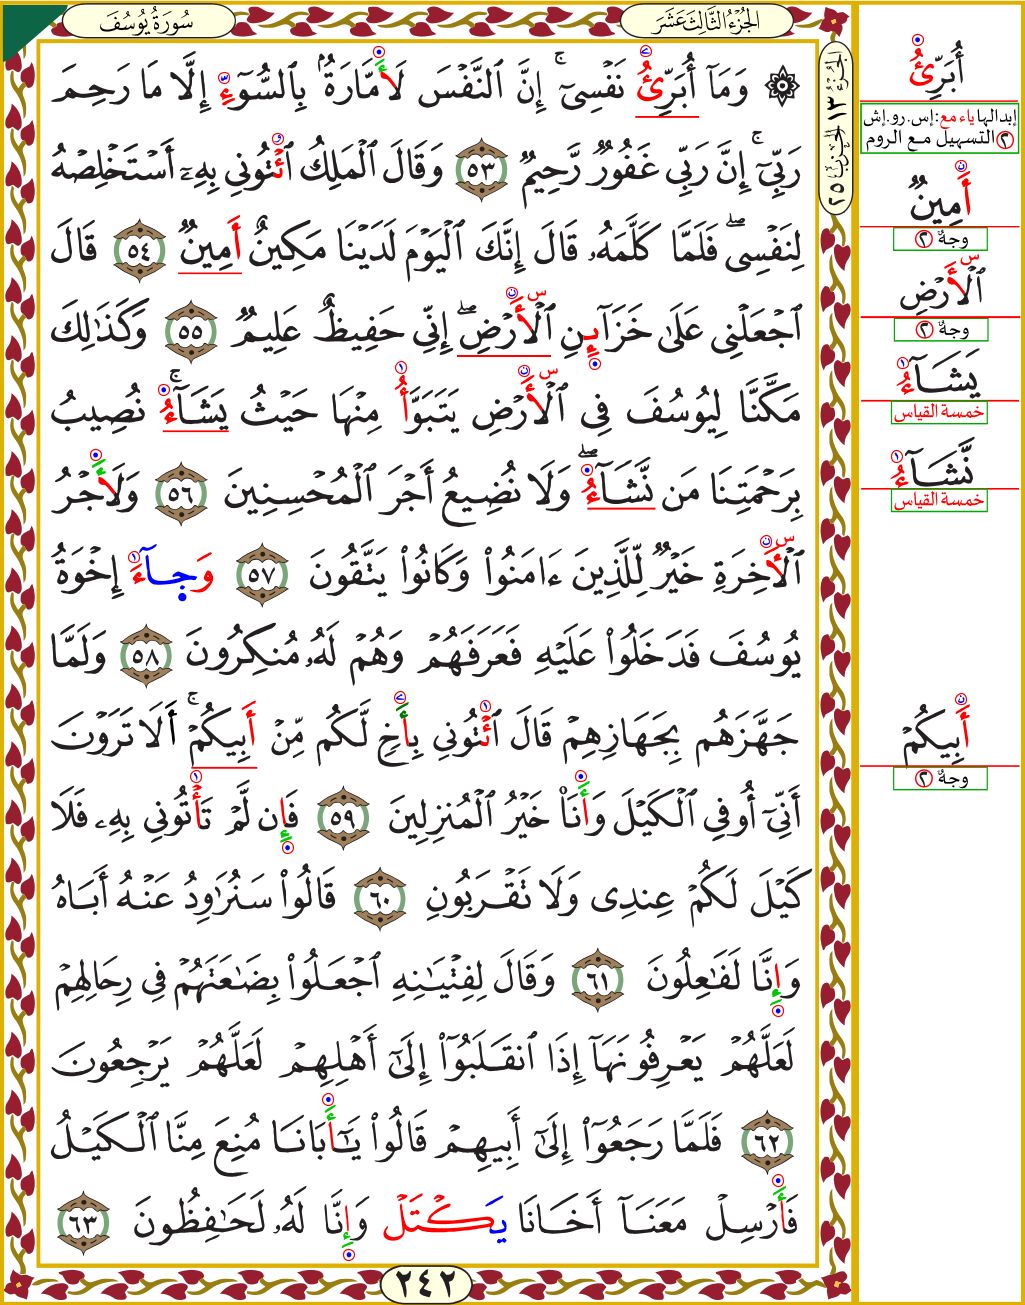 سُورَةُ يُوسُفَ
الجُزْءُ الثَّالِثَ عَشَرَ
۞ وَمَآ أُبَرِّئُ نَفۡسِيٓۚ إِنَّ ٱلنَّفۡسَ لَأَمَّارَةُۢ بِٱلسُّوٓءِ إِلَّا مَا رَحِمَ
رَبِّيٓۚ إِنَّ رَبِّي غَفُورٞ رَّحِيمٞ ٥٣ وَقَالَ ٱلۡمَلِكُ ٱئۡتُونِي بِهِۦٓ أَسۡتَخۡلِصۡهُ
لِنَفۡسِيۖ فَلَمَّا كَلَّمَهُۥ قَالَ إِنَّكَ ٱلۡيَوۡمَ لَدَيۡنَا مَكِينٌ أَمِينٞ ٥٤ قَالَ
ٱجۡعَلۡنِي عَلَىٰ خَزَآئِنِ ٱلۡأَرۡضِۖ إِنِّي حَفِيظٌ عَلِيمٞ ٥٥ وَكَذَٰلِكَ
مَكَّنَّا لِيُوسُفَ فِي ٱلۡأَرۡضِ يَتَبَوَّأُ مِنۡهَا حَيۡثُ يَشَآءُۚ نُصِيبُ
بِرَحۡمَتِنَا مَن نَّشَآءُۖ وَلَا نُضِيعُ أَجۡرَ ٱلۡمُحۡسِنِينَ ٥٦ وَلَأَجۡرُ
ٱلۡأٓخِرَةِ خَيۡرٞ لِّلَّذِينَ ءَامَنُواْ وَكَانُواْ يَتَّقُونَ ٥٧ وَجَآءَ إِخۡوَةُ
يُوسُفَ فَدَخَلُواْ عَلَيۡهِ فَعَرَفَهُمۡ وَهُمۡ لَهُۥ مُنكِرُونَ ٥٨ وَلَمَّا
جَهَّزَهُم بِجَهَازِهِمۡ قَالَ ٱئۡتُونِي بِأَخٖ لَّكُم مِّنۡ أَبِيكُمۡۚ أَلَا تَرَوۡنَ
أَنِّيٓ أُوفِي ٱلۡكَيۡلَ وَأَنَا۠ خَيۡرُ ٱلۡمُنزِلِينَ ٥٩ فَإِن لَّمۡ تَأۡتُونِي بِهِۦ فَلَا
كَيۡلَ لَكُمۡ عِندِي وَلَا تَقۡرَبُونِ ٦٠ قَالُواْ سَنُرَٰوِدُ عَنۡهُ أَبَاهُ
وَإِنَّا لَفَٰعِلُونَ ٦١ وَقَالَ لِفِتۡيَٰنِهِ ٱجۡعَلُواْ بِضَٰعَتَهُمۡ فِي رِحَالِهِمۡ
لَعَلَّهُمۡ يَعۡرِفُونَهَآ إِذَا ٱنقَلَبُوٓاْ إِلَىٰٓ أَهۡلِهِمۡ لَعَلَّهُمۡ يَرۡجِعُونَ
٦٢ فَلَمَّا رَجَعُوٓاْ إِلَىٰٓ أَبِيهِمۡ قَالُواْ يَٰٓأَبَانَا مُنِعَ مِنَّا ٱلۡكَيۡلُ
فَأَرۡسِلۡ مَعَنَآ أَخَانَا يَكۡتَلۡ وَإِنَّا لَهُۥ لَحَٰفِظُونَ ٦٣
٢٤٢
أُبَرِّئُ
إبدالها ياء مع: إس. رو. إش
٢ التسهيل مع الروم
أَمِينٞ
وجهٌ ٢
ٱلۡأَرۡضِ
وجهٌ ٢
يَشَآءُ
خمسة القياس
نَّشَآءُ
خمسة القياس
أَبِيكُمۡ
وجهٌ ٢